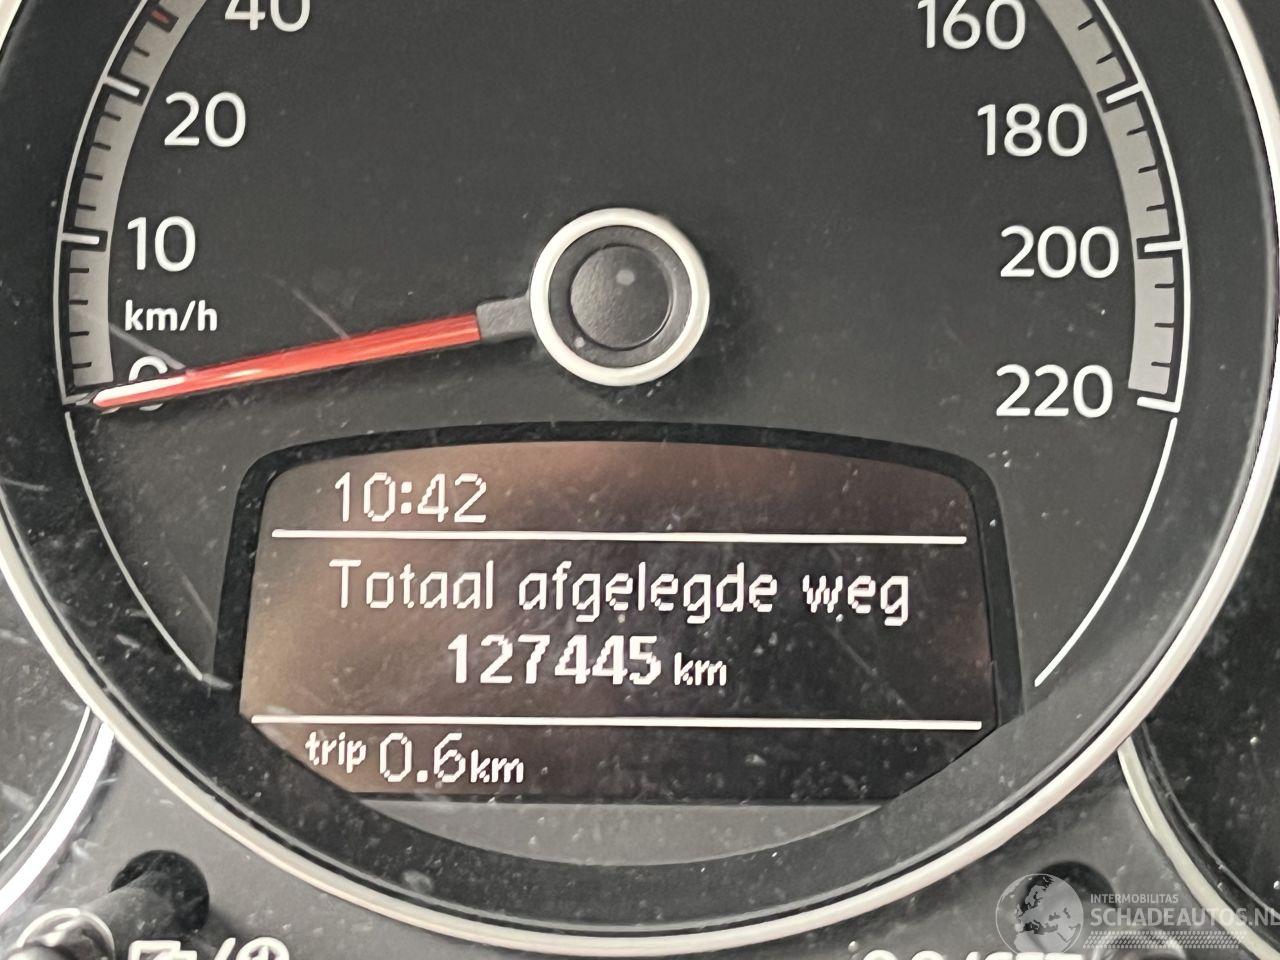 40
160
20
180
10
200
km/h
0
220
10:42
Totaal afgelegde weg
127445 km
trip 0.6 km
INTERMOBILITAS
SCHADEAUTOS.NL